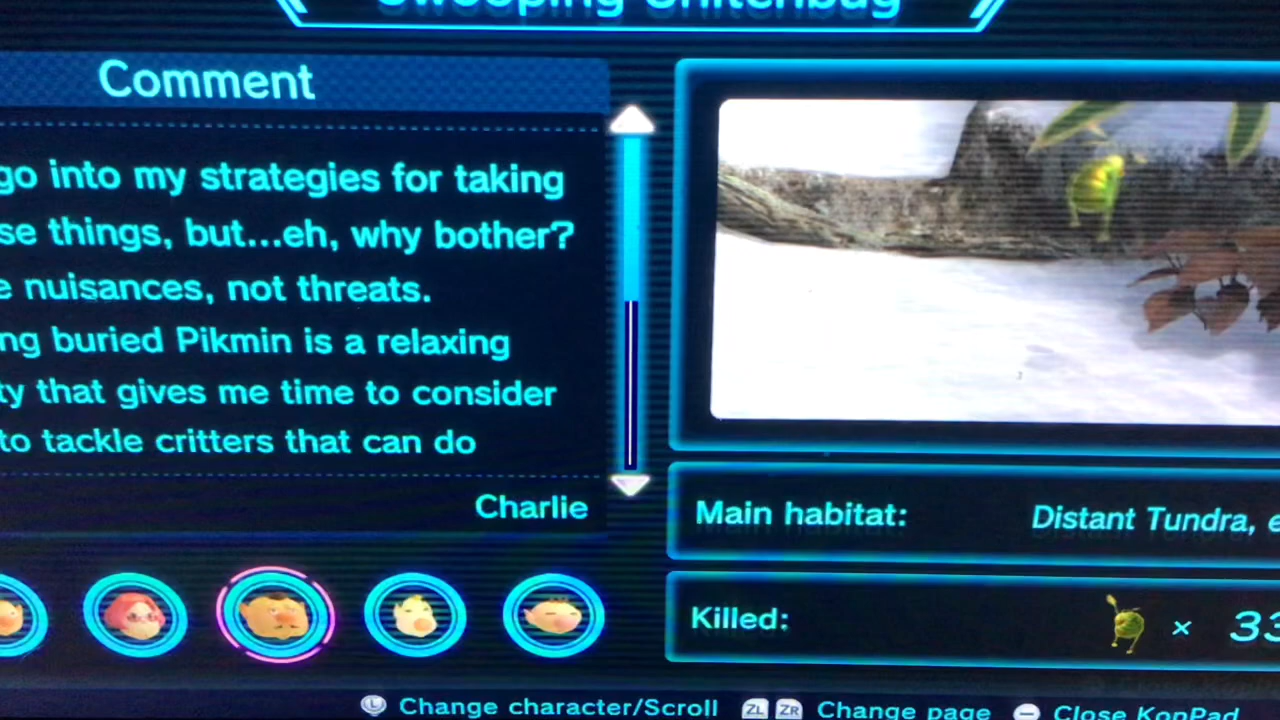 Swooping Snitchbug
Comment
go into my strategies for taking
se things, but...eh, why bother?
e nuisances, not threats.
ng buried Pikmin is a relaxing
ty that gives me time to consider
to tackle critters that can do
Charlie
Main habitat: Distant Tundra, e
Killed: × 33
L Change character/Scroll ZL ZR Change page Close KopPad